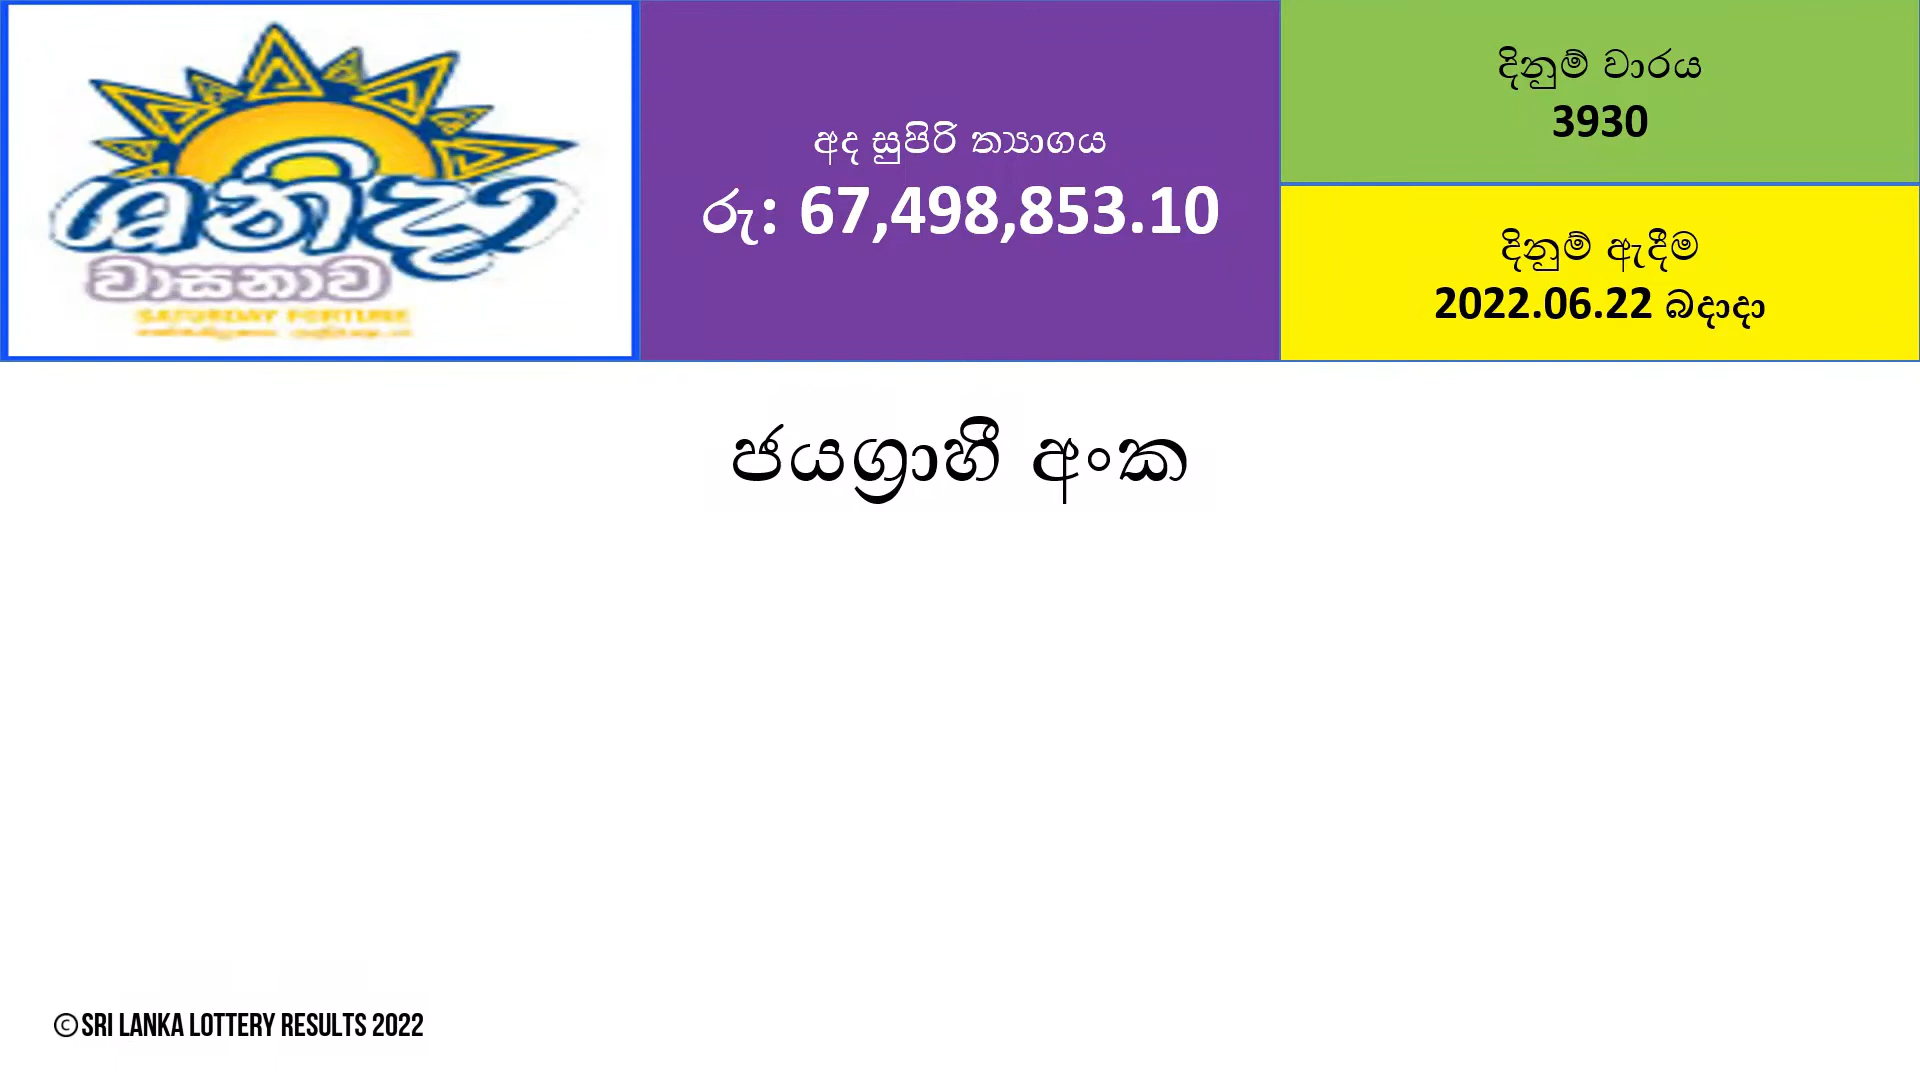 ශනිදා
වාසනාව
SATURDAY FORTUNE
අද සුපිරි ත්‍යාගය
රු: 67,498,853.10
දිනුම් වාරය
3930
දිනුම් ඇදීම
2022.06.22 බදාදා
ජයග්‍රාහී අංක
©SRI LANKA LOTTERY RESULTS 2022